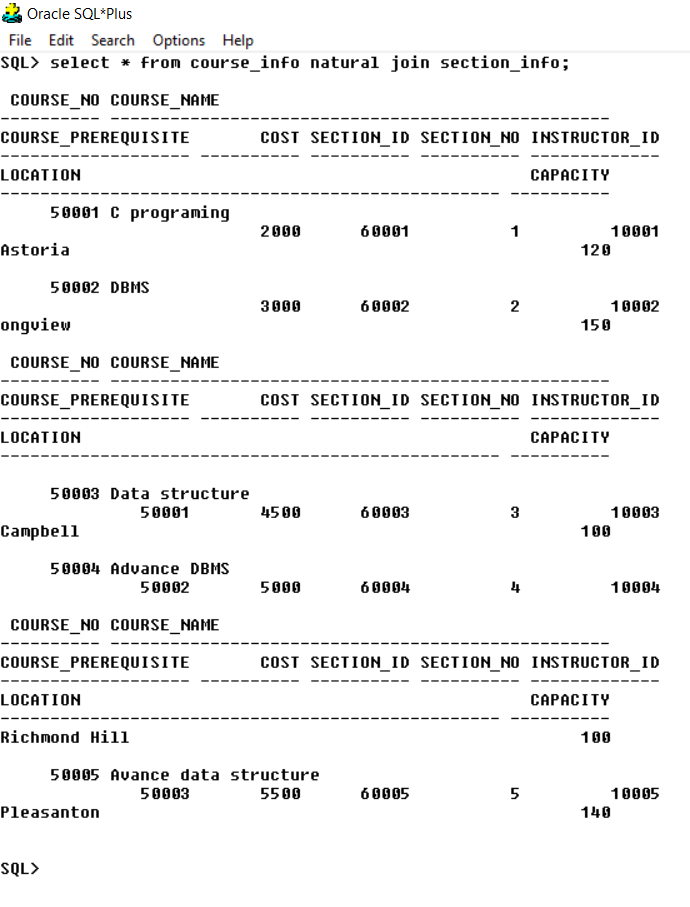 Oracle SQL*Plus
File Edit Search Options Help
SQL> select * from course_info natural join section_info;
 COURSE_NO COURSE_NAME
---------- --------------------------------------------------
COURSE_PREREQUISITE       COST SECTION_ID SECTION_NO INSTRUCTOR_ID
------------------- ---------- ---------- ---------- -------------
LOCATION                                             CAPACITY
-------------------------------------------------- ----------
     50001 C programing
                          2000      60001          1         10001
Astoria                                                   120
     50002 DBMS
                          3000      60002          2         10002
ongview                                                   150
 COURSE_NO COURSE_NAME
---------- --------------------------------------------------
COURSE_PREREQUISITE       COST SECTION_ID SECTION_NO INSTRUCTOR_ID
------------------- ---------- ---------- ---------- -------------
LOCATION                                             CAPACITY
-------------------------------------------------- ----------
     50003 Data structure
              50001       4500      60003          3         10003
Campbell                                                  100
     50004 Advance DBMS
              50002       5000      60004          4         10004
 COURSE_NO COURSE_NAME
---------- --------------------------------------------------
COURSE_PREREQUISITE       COST SECTION_ID SECTION_NO INSTRUCTOR_ID
------------------- ---------- ---------- ---------- -------------
LOCATION                                             CAPACITY
-------------------------------------------------- ----------
Richmond Hill                                             100
     50005 Avance data structure
              50003       5500      60005          5         10005
Pleasanton                                                140
SQL>